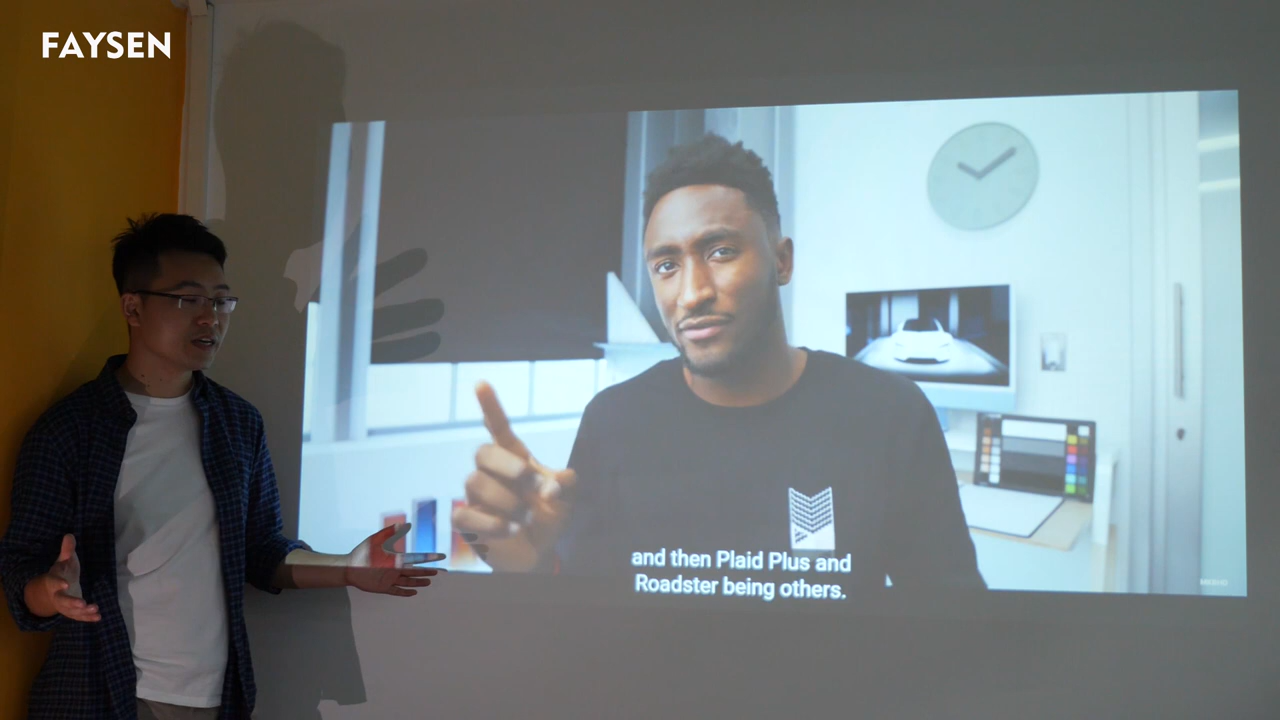 FAYSEN
and then Plaid Plus and
Roadster being others.